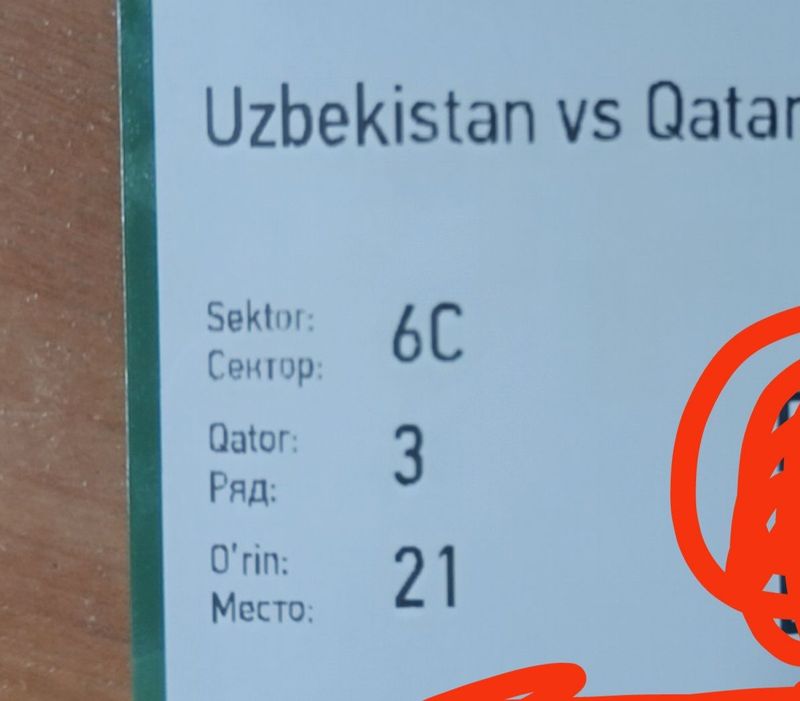 Uzbekistan vs Qatar
Sektor: 6C
Сектор:
Qator: 3
Ряд:
O'rin: 21
Место: